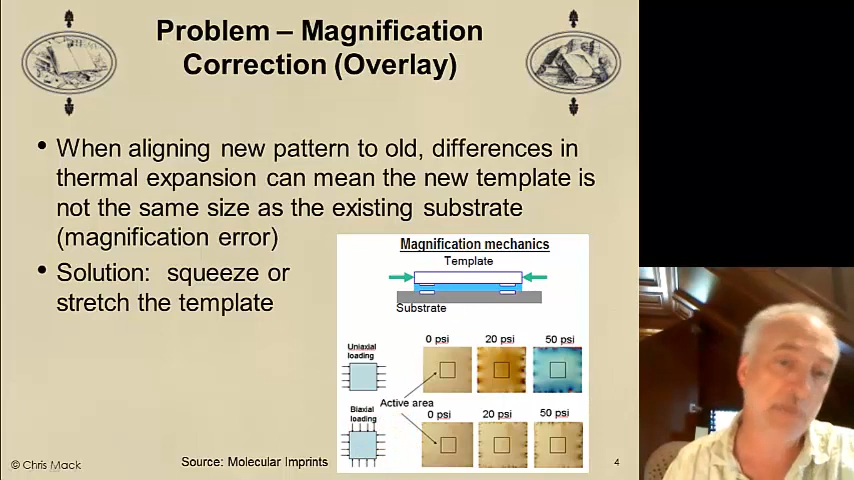 Problem – Magnification
Correction (Overlay)
• When aligning new pattern to old, differences in
thermal expansion can mean the new template is
not the same size as the existing substrate
(magnification error)
• Solution:  squeeze or
stretch the template
Magnification mechanics
Template
Substrate
Uniaxial
loading
0 psi
20 psi
50 psi
Active area
Biaxial
loading
0 psi
20 psi
50 psi
© Chris Mack
Source: Molecular Imprints
4